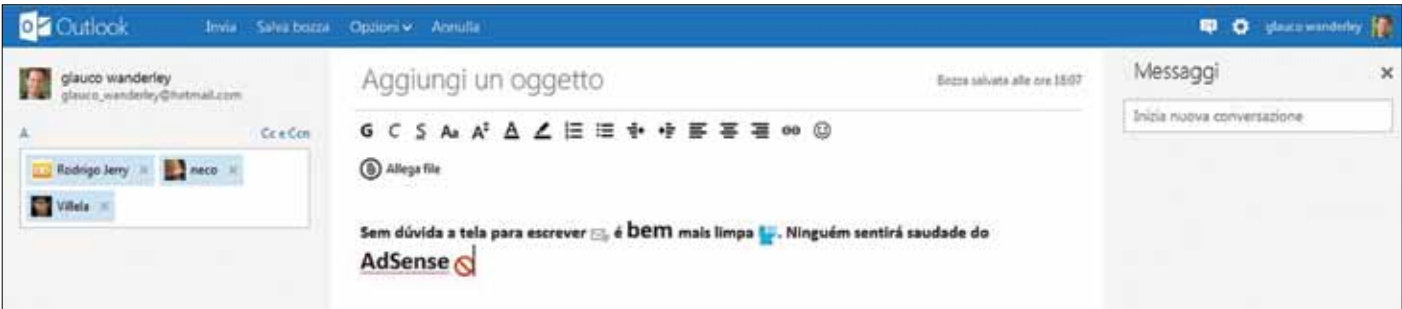 Outlook
Invia Salva bozza Opzioni Annulla
glauco wanderley
glauco wanderley
glauco_wanderley@hotmail.com
A Cc e Ccn
Rodrigo Jerry
neco
Villela
Aggiungi un oggetto
Bozza salvata alle ore 18:07
G C S Aa A A
Allega file
Sem dúvida a tela para escrever é bem mais limpa . Ninguém sentirá saudade do
AdSense
Messaggi
Inizia nuova conversazione